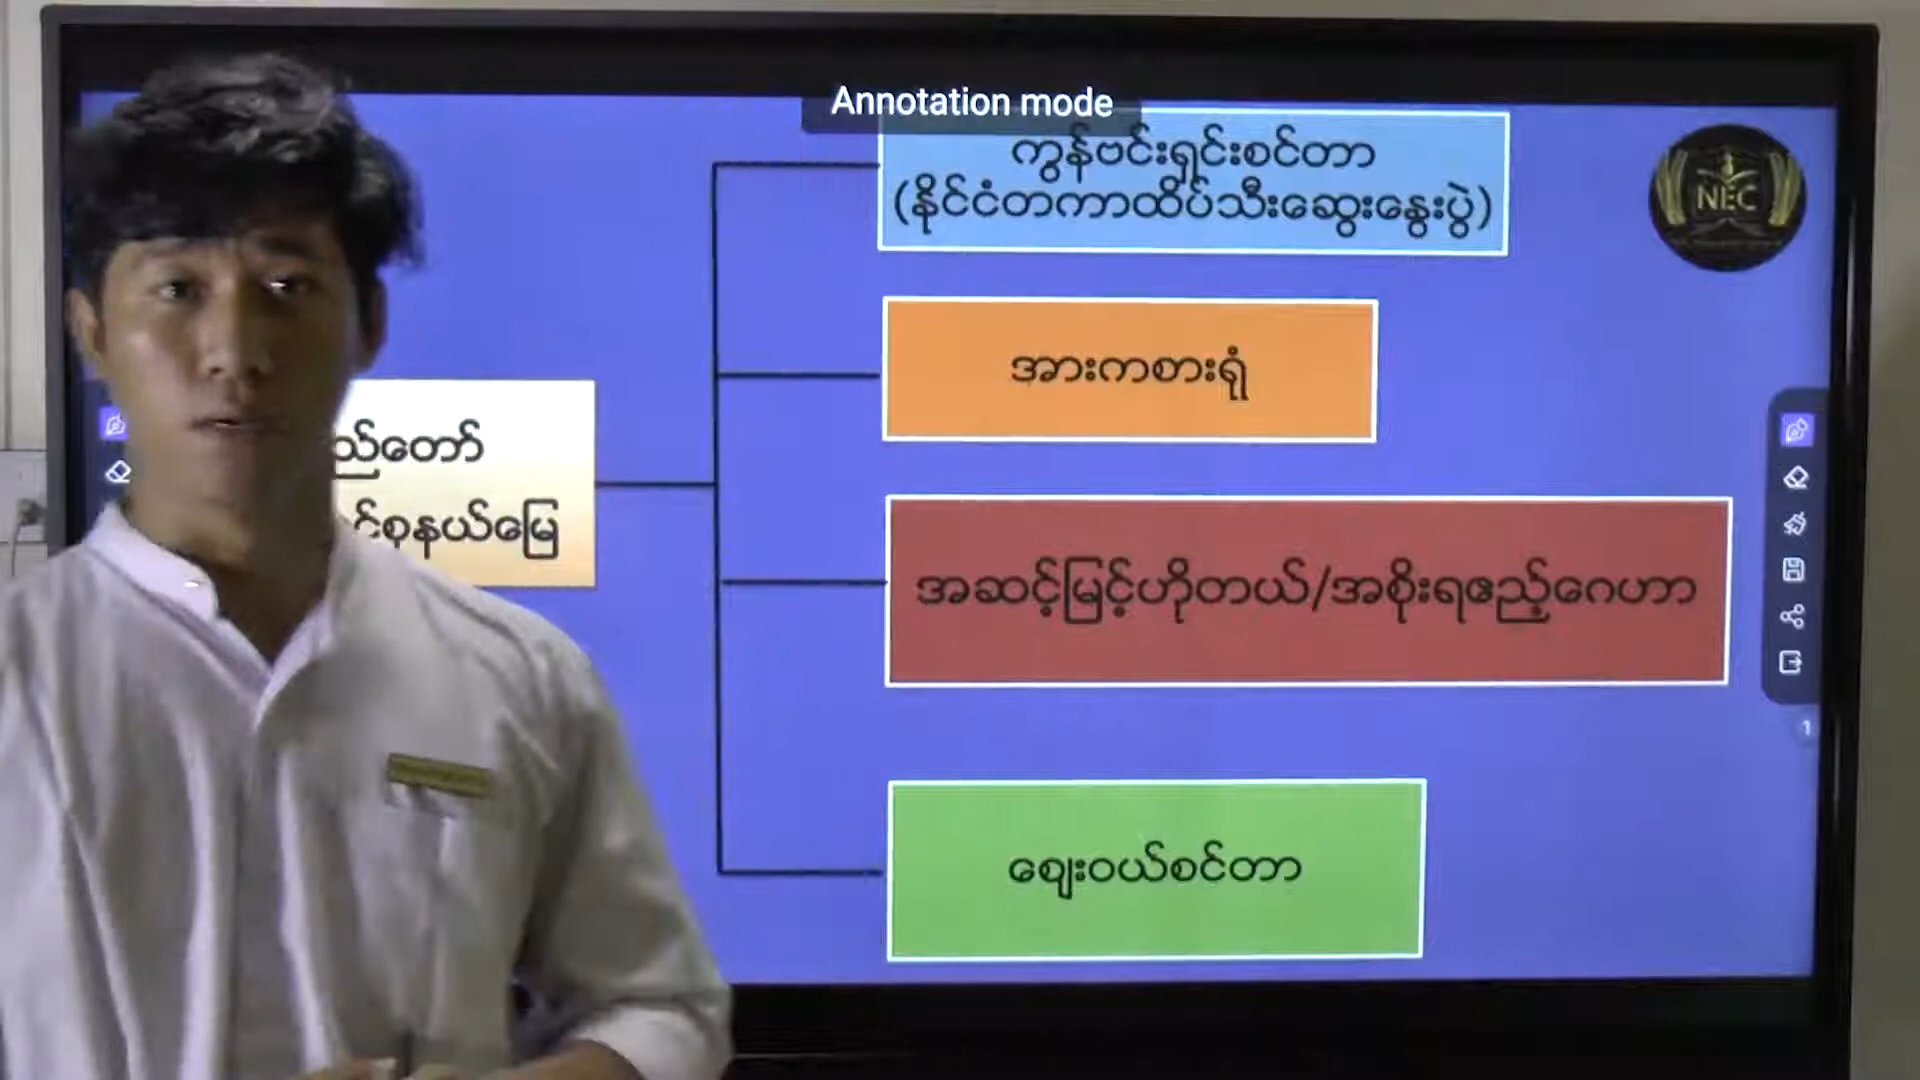 Annotation mode
ကွန်ဗင်းရှင်းစင်တာ
(နိုင်ငံတကာထိပ်သီးဆွေးနွေးပွဲ)
NEC
အားကစားရုံ
ည်တော်
စုနယ်မြေ
အဆင့်မြင့်ဟိုတယ်/အစိုးရဧည့်ဂေဟာ
ဈေးဝယ်စင်တာ
1